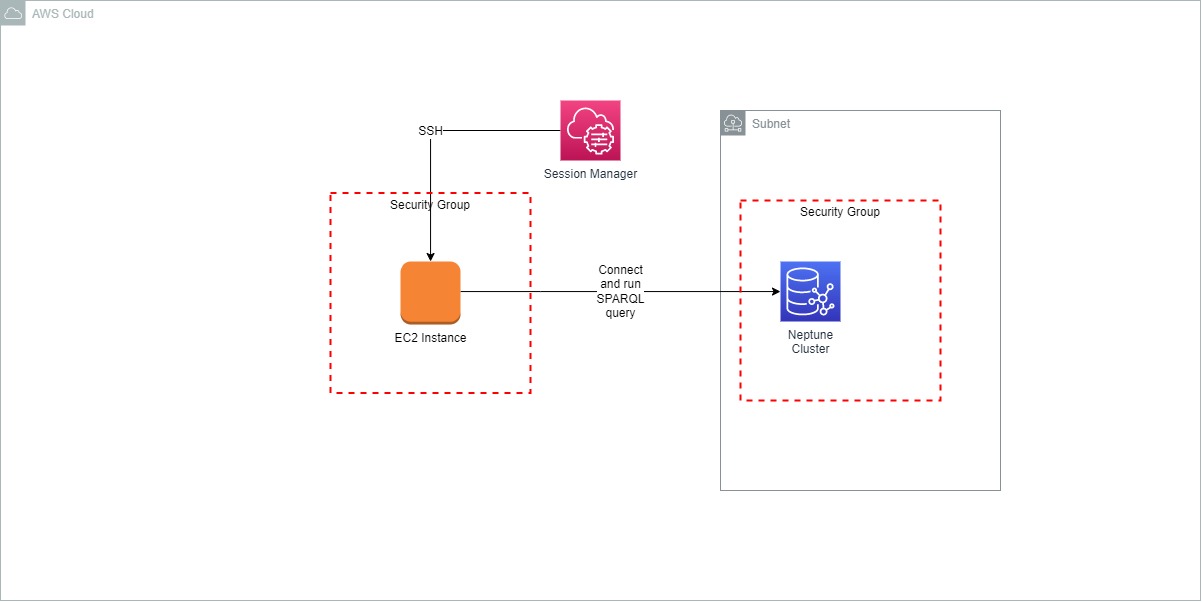 AWS Cloud
SSH
Session Manager
Subnet
Security Group
Security Group
Connect
and run
SPARQL
query
EC2 Instance
Neptune
Cluster